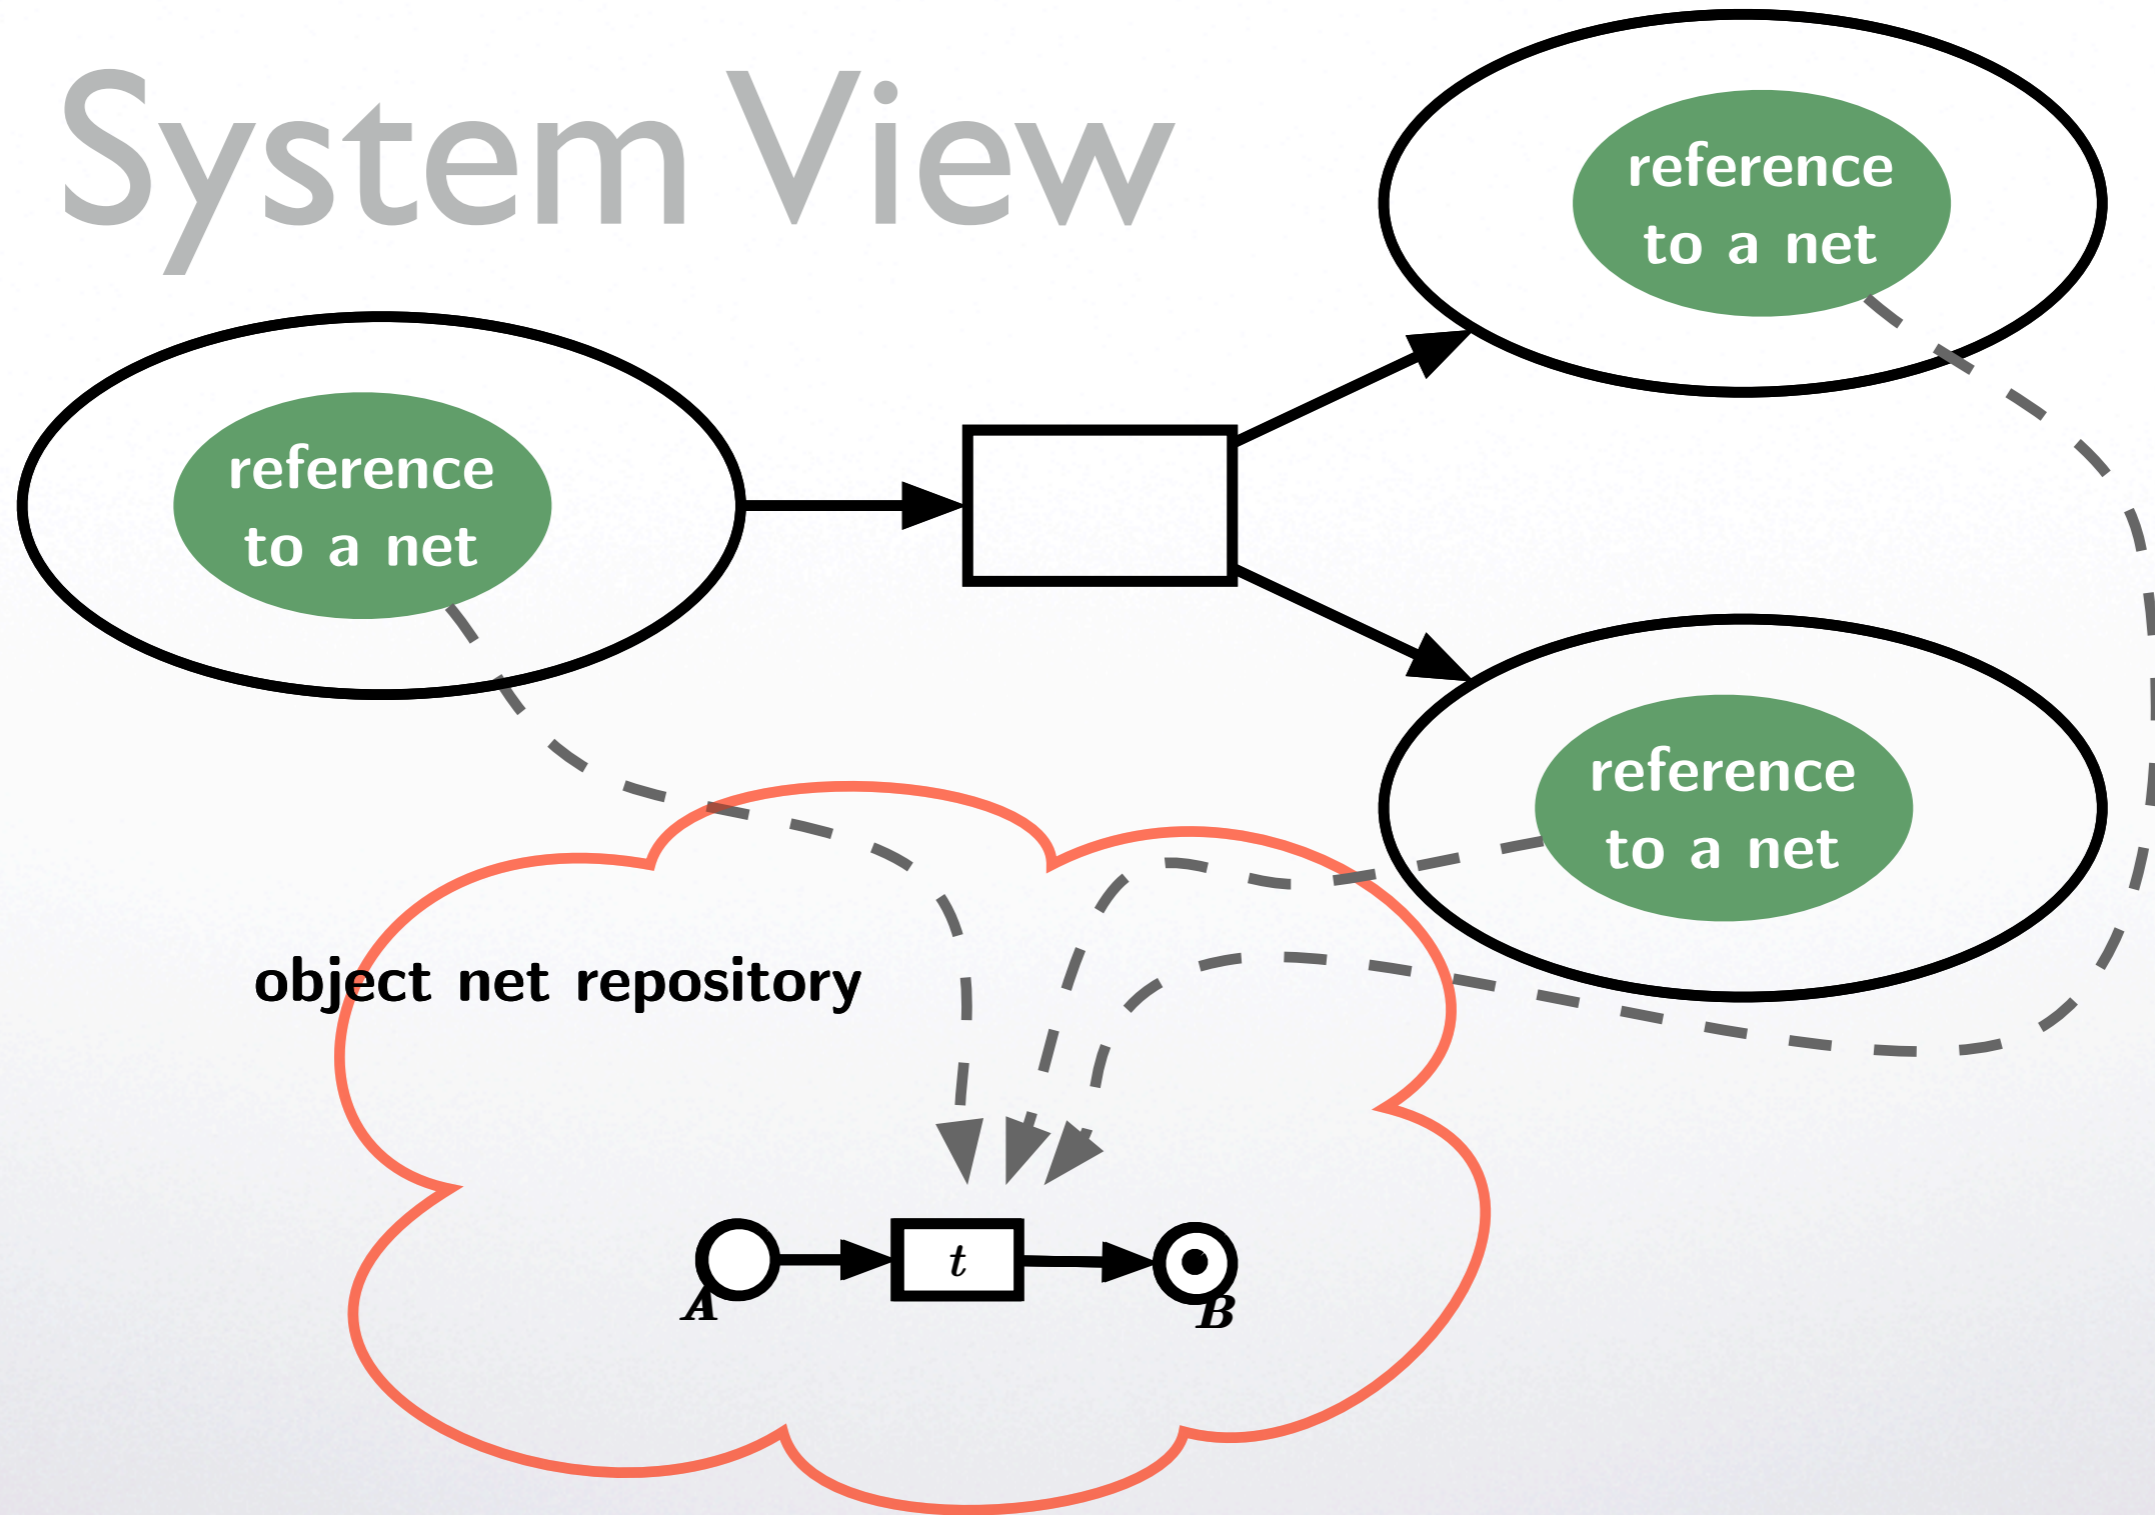 System View
reference
to a net
reference
to a net
reference
to a net
object net repository
t
A
B